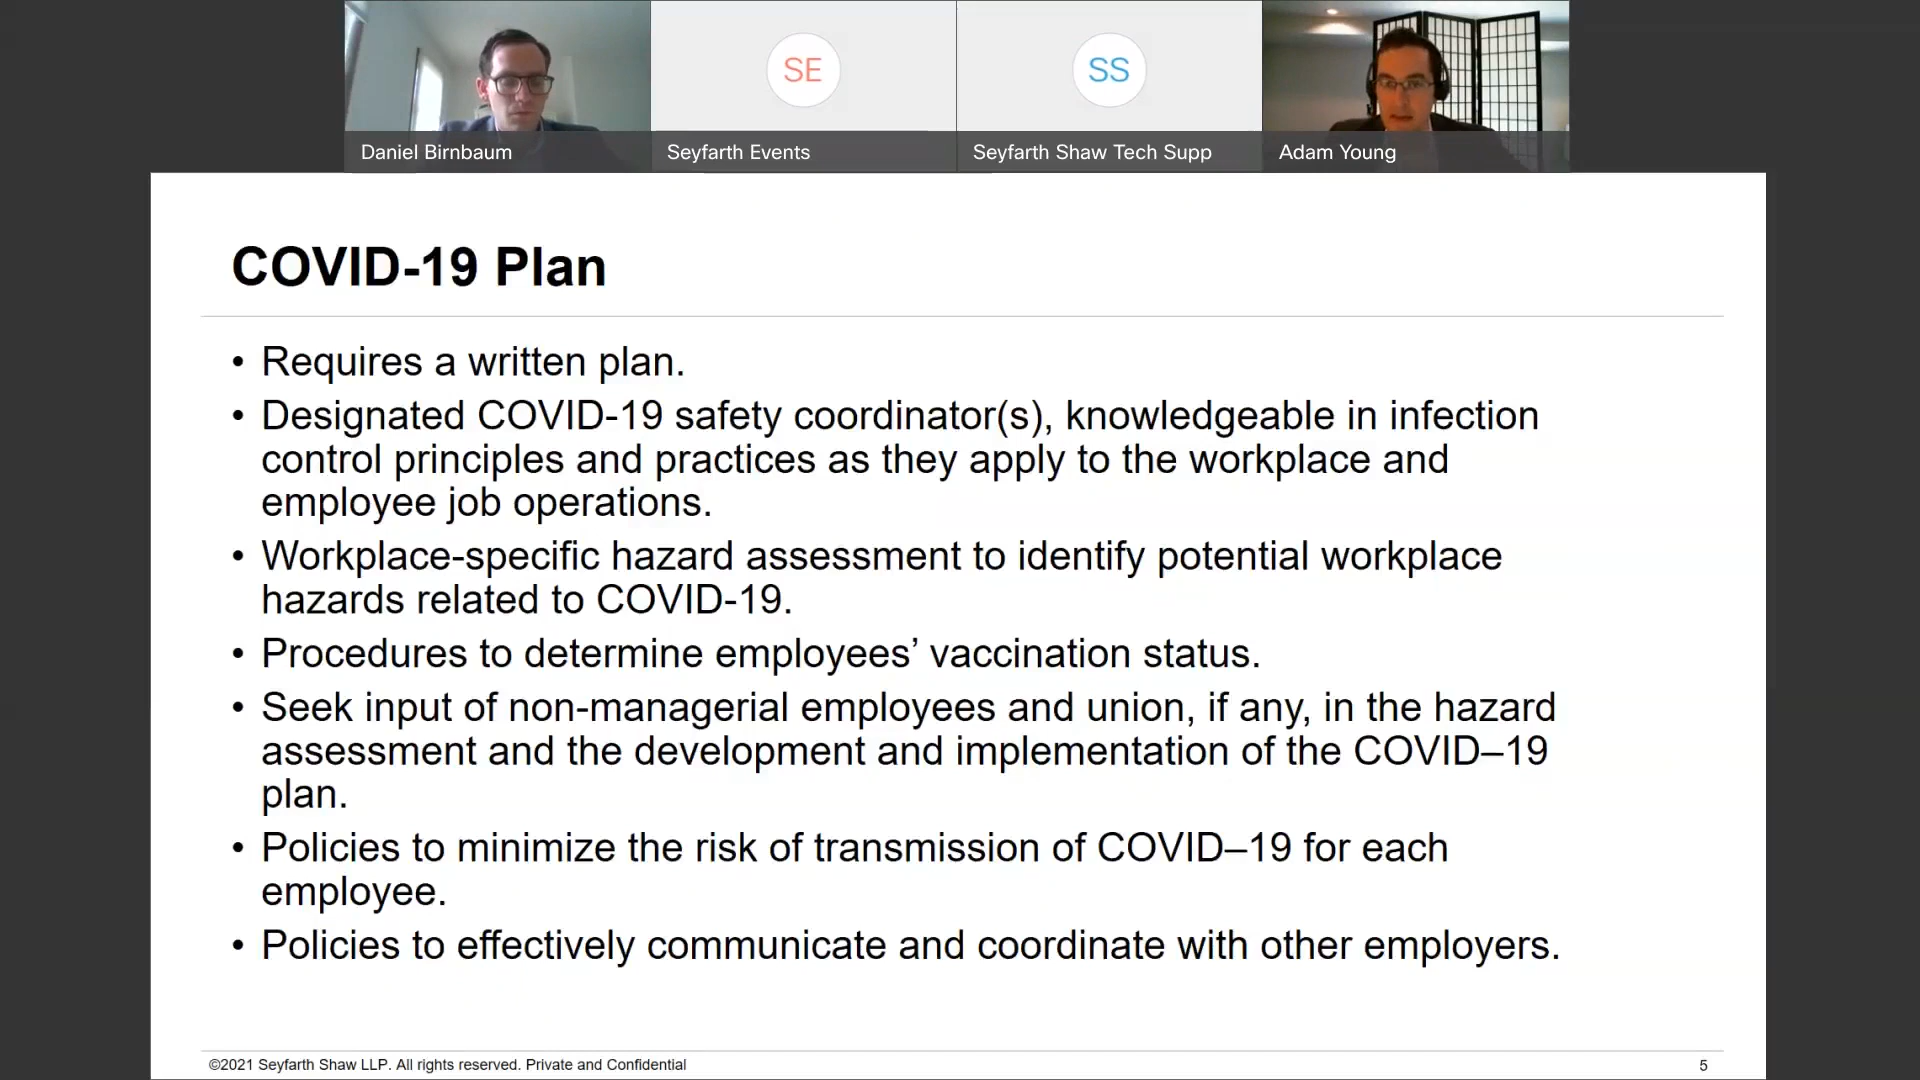 SE
SS
Daniel Birnbaum
Seyfarth Events
Seyfarth Shaw Tech Supp
Adam Young
COVID-19 Plan
• Requires a written plan.
• Designated COVID-19 safety coordinator(s), knowledgeable in infection
control principles and practices as they apply to the workplace and
employee job operations.
• Workplace-specific hazard assessment to identify potential workplace
hazards related to COVID-19.
• Procedures to determine employees’ vaccination status.
• Seek input of non-managerial employees and union, if any, in the hazard
assessment and the development and implementation of the COVID–19
plan.
• Policies to minimize the risk of transmission of COVID–19 for each
employee.
• Policies to effectively communicate and coordinate with other employers.
©2021 Seyfarth Shaw LLP. All rights reserved. Private and Confidential
5